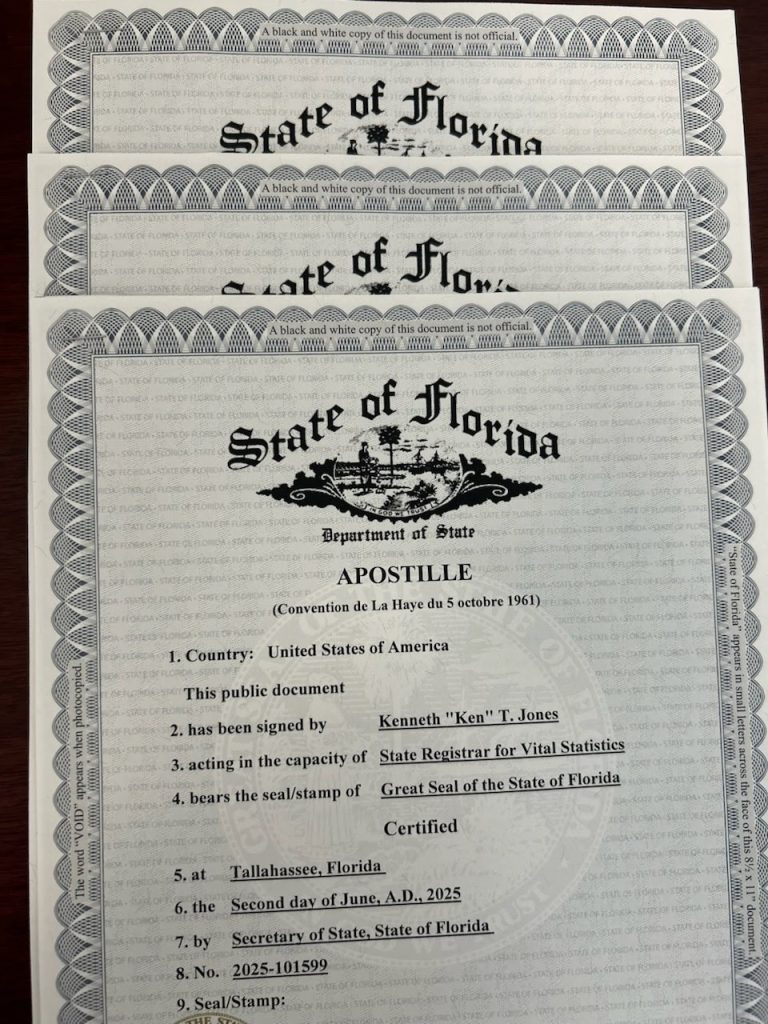 A black and white copy of this document is not official.
State of Florida
A black and white copy of this document is not official.
State of Florida
A black and white copy of this document is not official.
State of Florida
IN GOD WE TRUST
Department of State
APOSTILLE
(Convention de La Haye du 5 octobre 1961)
1. Country: United States of America
This public document
2. has been signed by Kenneth "Ken" T. Jones
3. acting in the capacity of State Registrar for Vital Statistics
4. bears the seal/stamp of Great Seal of the State of Florida
Certified
5. at Tallahassee, Florida
6. the Second day of June, A.D., 2025
7. by Secretary of State, State of Florida
8. No. 2025-101599
9. Seal/Stamp:
THE STA
The word "VOID" appears when photocopied.
"State of Florida" appears in small letters across the face of this 8½ x 11" document